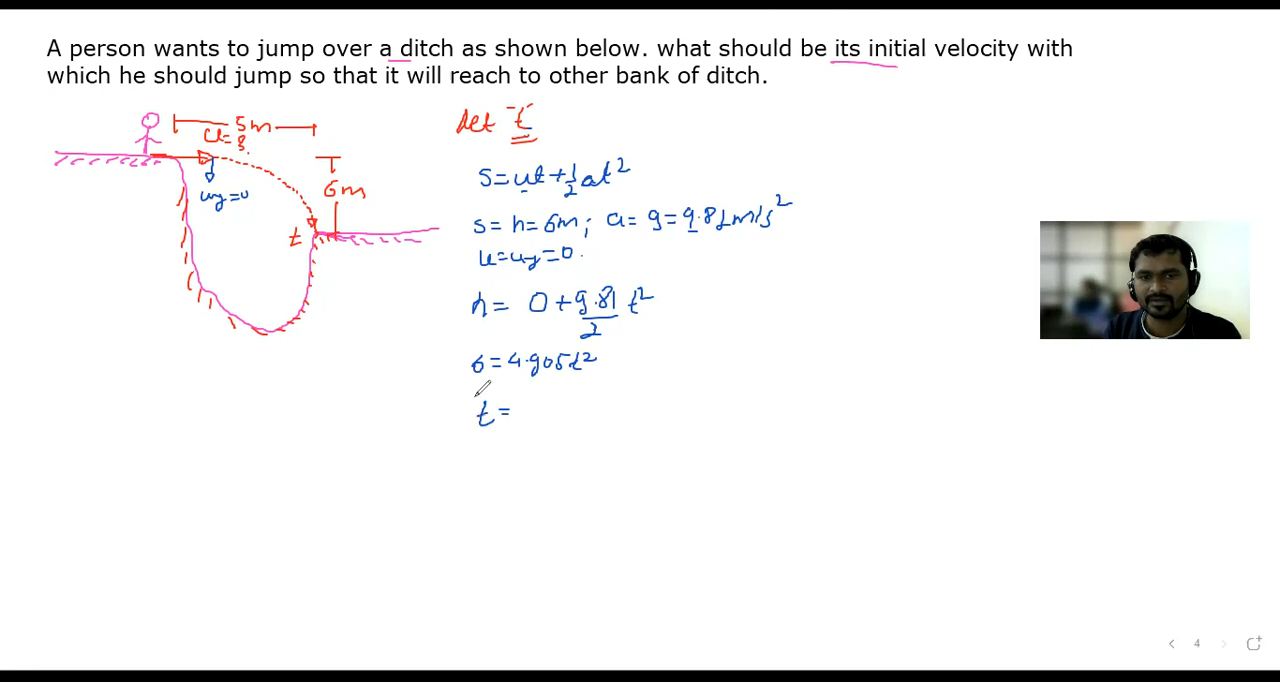 A person wants to jump over a ditch as shown below. what should be its initial velocity with
which he should jump so that it will reach to other bank of ditch.
5m
u=?
uy=0
6m
t
let "t"
s=ut+½at²
s=h=6m; a=g=9.81m/s²
u=uy=0.
h= 0+9.81/2 t²
6=4.905t²
t=
4